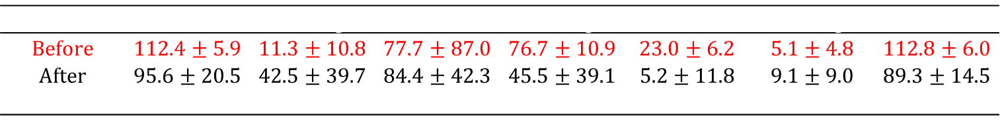 Before 112.4 ± 5.9 11.3 ± 10.8 77.7 ± 87.0 76.7 ± 10.9 23.0 ± 6.2 5.1 ± 4.8 112.8 ± 6.0
After 95.6 ± 20.5 42.5 ± 39.7 84.4 ± 42.3 45.5 ± 39.1 5.2 ± 11.8 9.1 ± 9.0 89.3 ± 14.5